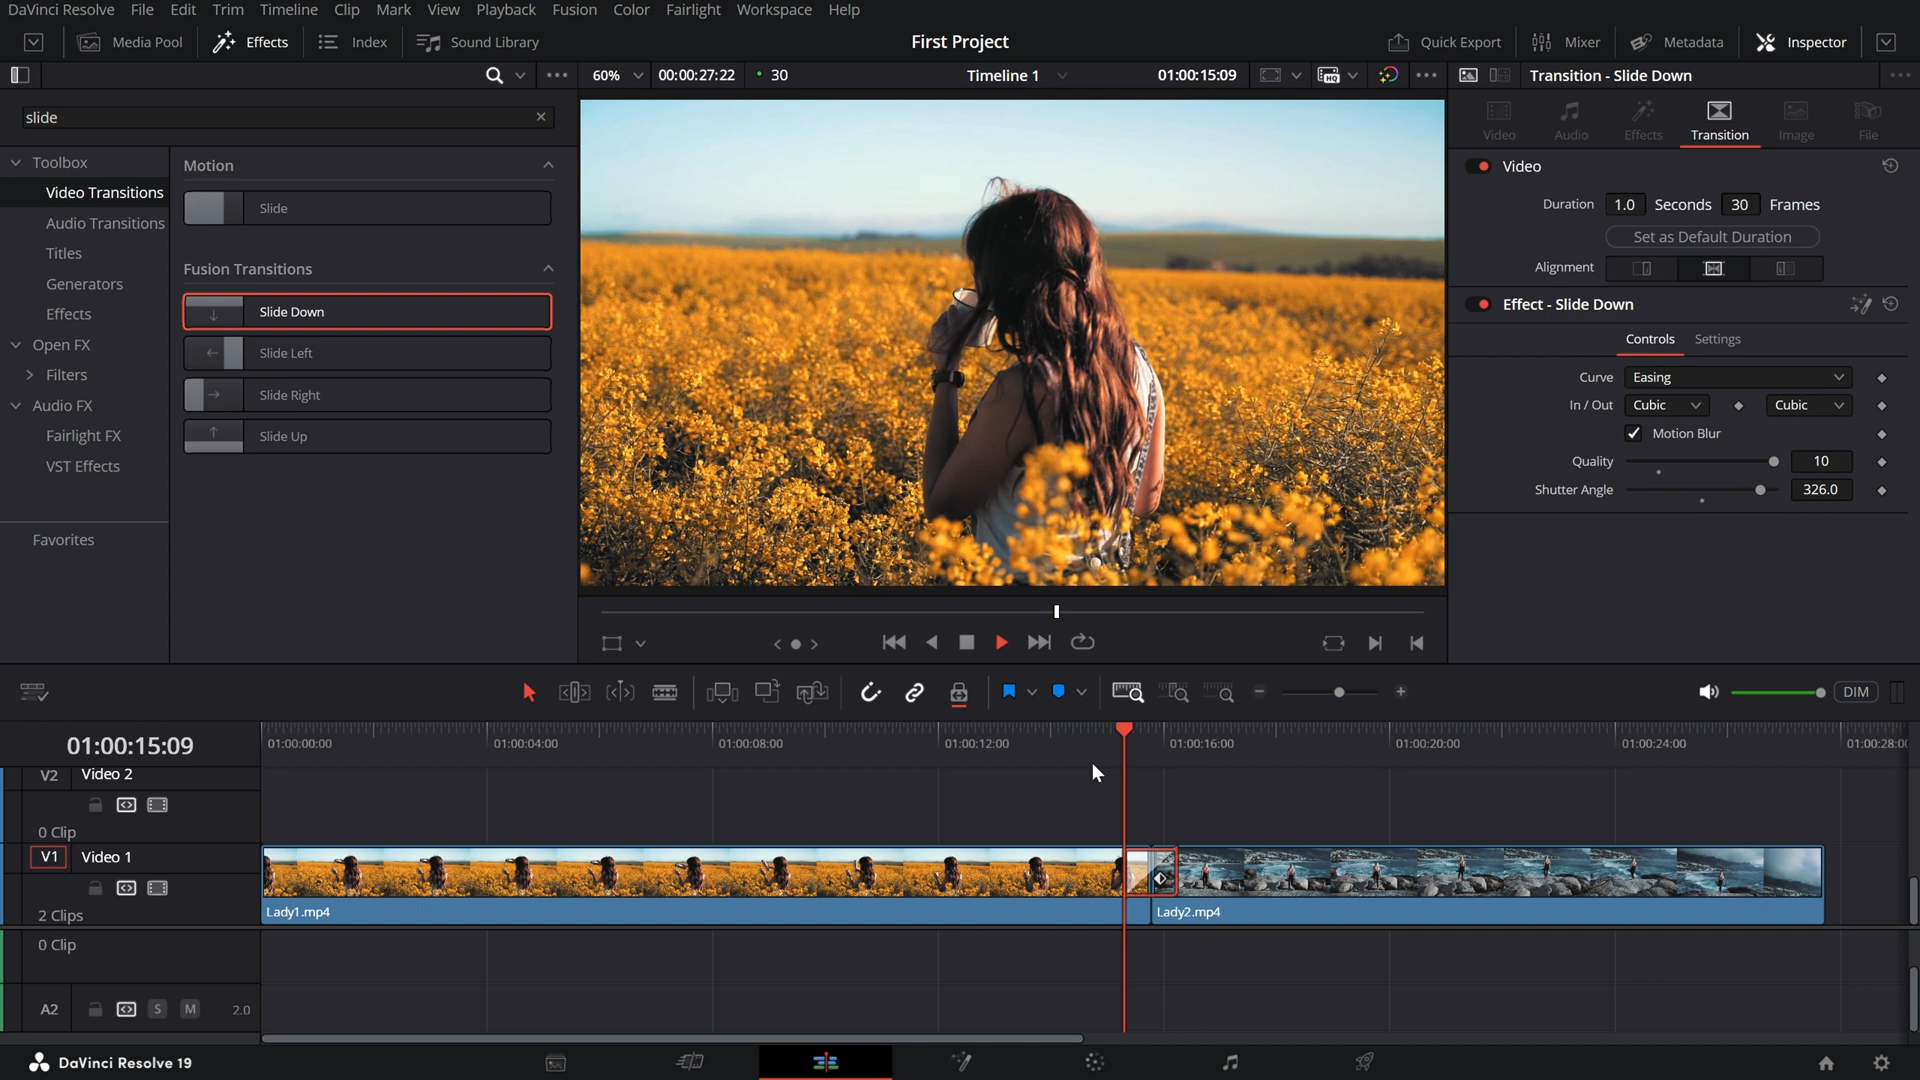 DaVinci Resolve File Edit Trim Timeline Clip Mark View Playback Fusion Color Fairlight Workspace Help
Media Pool Effects Index Sound Library First Project Quick Export Mixer Metadata Inspector
60% 00:00:27:22 30 Timeline 1 01:00:15:09 HQ Transition - Slide Down
slide
Video Audio Effects Transition Image File
Toolbox
Video Transitions
Audio Transitions
Titles
Generators
Effects
Open FX
Filters
Audio FX
Fairlight FX
VST Effects
Favorites
Motion
Slide
Fusion Transitions
Slide Down
Slide Left
Slide Right
Slide Up
Video
Duration 1.0 Seconds 30 Frames
Set as Default Duration
Alignment
Effect - Slide Down
Controls Settings
Curve Easing
In / Out Cubic Cubic
Motion Blur
Quality 10
Shutter Angle 326.0
DIM
01:00:15:09
01:00:00:00 01:00:04:00 01:00:08:00 01:00:12:00 01:00:16:00 01:00:20:00 01:00:24:00
V2 Video 2
0 Clip
V1 Video 1
2 Clips
Lady1.mp4 Lady2.mp4
0 Clip
A2 S M 2.0
DaVinci Resolve 19